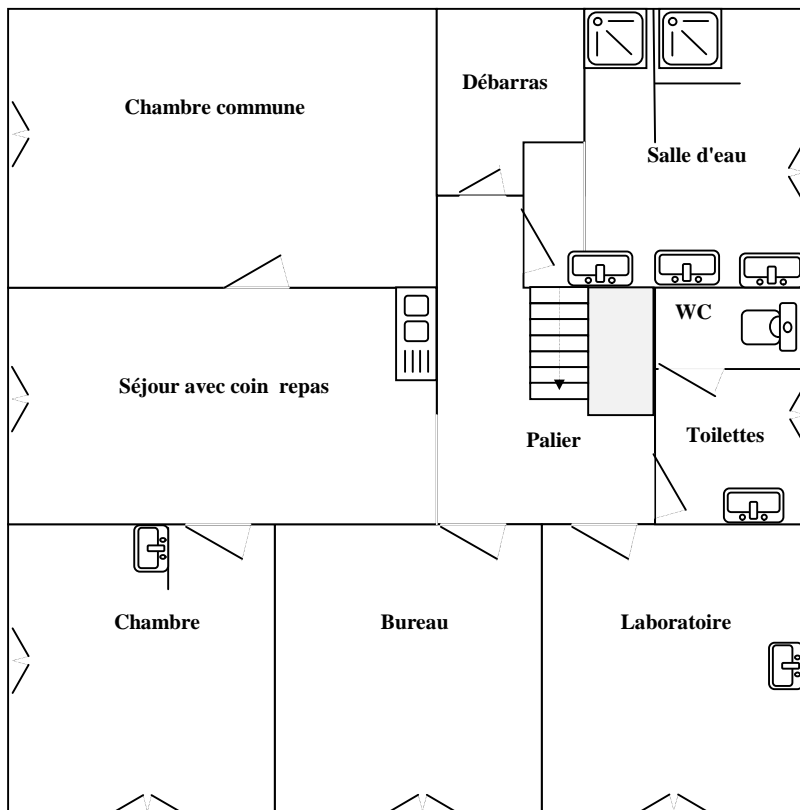 Débarras
Chambre commune
Salle d'eau
WC
Séjour avec coin repas
Toilettes
Palier
Chambre
Bureau
Laboratoire